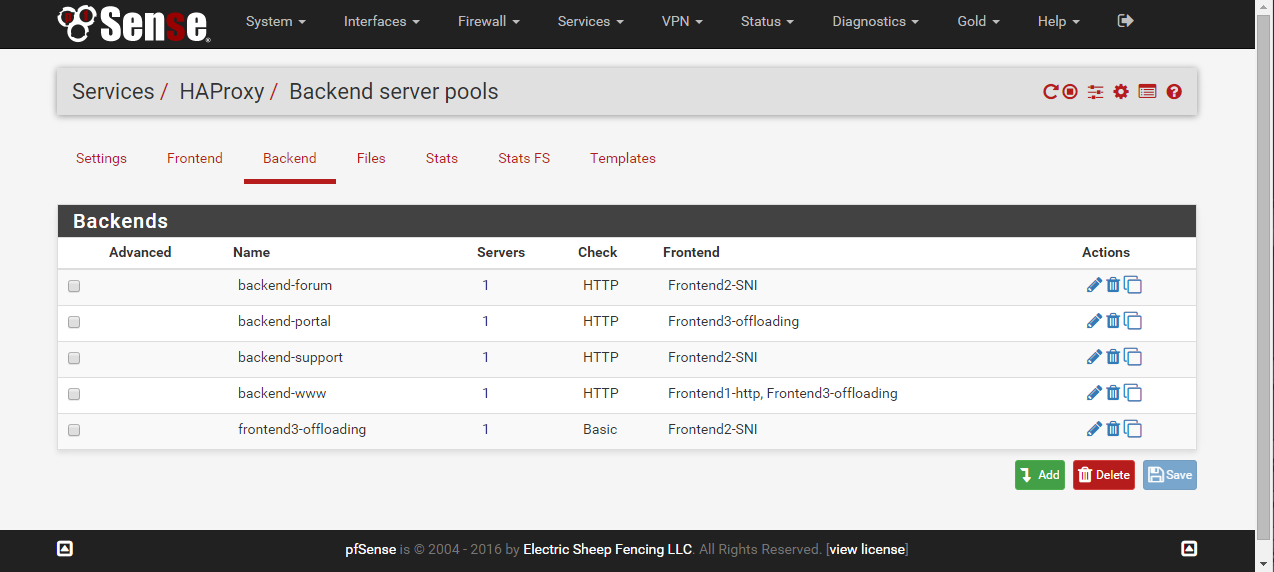 Sense System Interfaces Firewall Services VPN Status Diagnostics Gold Help
Services / HAProxy / Backend server pools
Settings Frontend Backend Files Stats Stats FS Templates
Backends
Advanced Name Servers Check Frontend Actions
backend-forum 1 HTTP Frontend2-SNI
backend-portal 1 HTTP Frontend3-offloading
backend-support 1 HTTP Frontend2-SNI
backend-www 1 HTTP Frontend1-http, Frontend3-offloading
frontend3-offloading 1 Basic Frontend2-SNI
Add Delete Save
pfSense is © 2004 - 2016 by Electric Sheep Fencing LLC. All Rights Reserved. [view license]